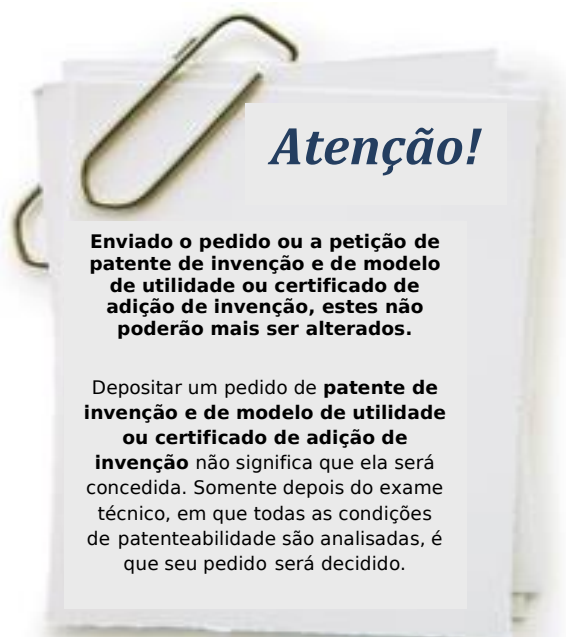 Atenção!
Enviado o pedido ou a petição de
patente de invenção e de modelo
de utilidade ou certificado de
adição de invenção, estes não
poderão mais ser alterados.
Depositar um pedido de patente de
invenção e de modelo de utilidade
ou certificado de adição de
invenção não significa que ela será
concedida. Somente depois do exame
técnico, em que todas as condições
de patenteabilidade são analisadas, é
que seu pedido será decidido.